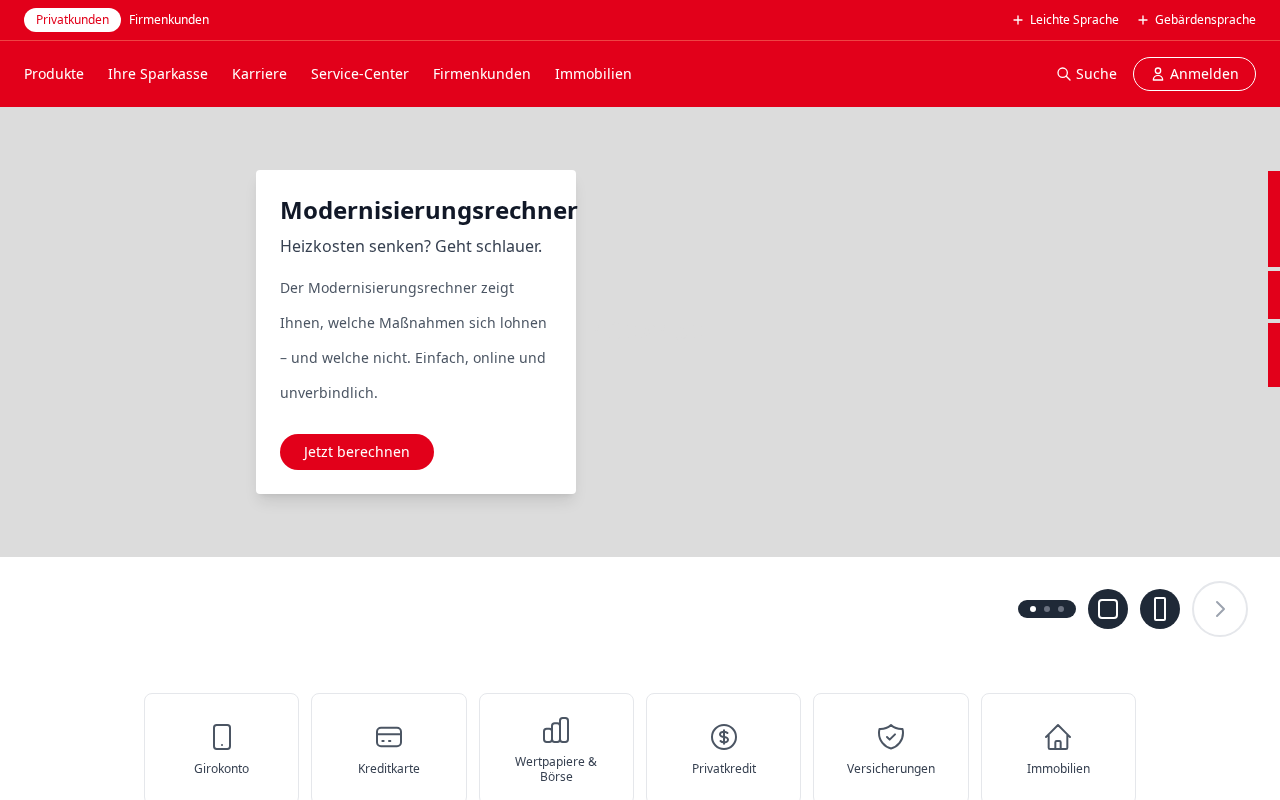 Privatkunden Firmenkunden Leichte Sprache Gebärdensprache
Produkte Ihre Sparkasse Karriere Service-Center Firmenkunden Immobilien Suche Anmelden
Modernisierungsrechner
Heizkosten senken? Geht schlauer.
Der Modernisierungsrechner zeigt
Ihnen, welche Maßnahmen sich lohnen
– und welche nicht. Einfach, online und
unverbindlich.
Jetzt berechnen
Girokonto
Kreditkarte
Wertpapiere &
Börse
Privatkredit
Versicherungen
Immobilien